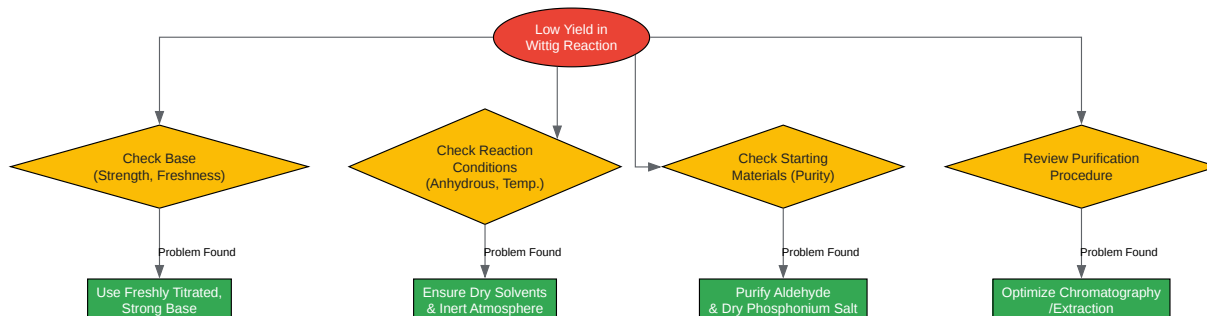 Low Yield in
Wittig Reaction
Check Base
(Strength, Freshness)
Check Reaction
Conditions
(Anhydrous, Temp.)
Check Starting
Materials (Purity)
Review Purification
Procedure
Problem Found
Problem Found
Problem Found
Problem Found
Use Freshly Titrated,
Strong Base
Ensure Dry Solvents
& Inert Atmosphere
Purify Aldehyde
& Dry Phosphonium Salt
Optimize Chromatography
/Extraction